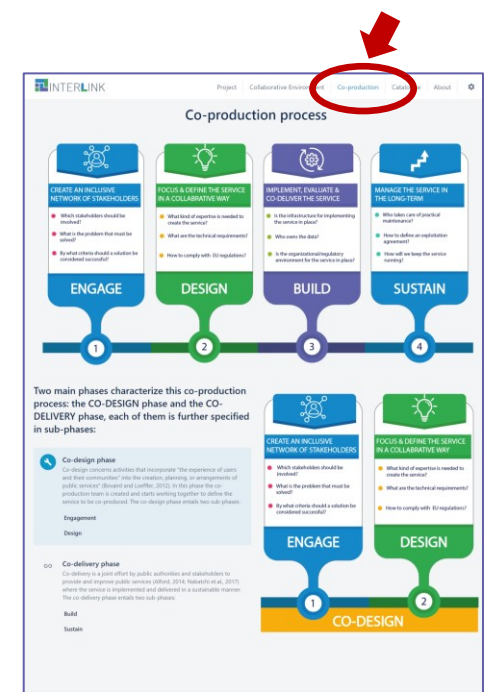 INTERLINK
Project Collaborative Environment Co-production Catalogue About
Co-production process
CREATE AN INCLUSIVE
NETWORK OF STAKEHOLDERS
Which stakeholders should be
involved?
What is the problem that must be
solved?
By what criteria should a solution be
considered successful?
ENGAGE
1
FOCUS & DEFINE THE SERVICE
IN A COLLABRATIVE WAY
What kind of expertise is needed to
create the service?
What are the technical requirements?
How to comply with EU regulations?
DESIGN
2
IMPLEMENT, EVALUATE &
CO-DELIVER THE SERVICE
Is the infrastructure for implementing
the service in place?
Who owns the data?
Is the organizational/regulatory
environment for the service in place?
BUILD
3
MANAGE THE SERVICE IN
THE LONG-TERM
Who takes care of practical
maintenance?
How to define an exploitation
agreement?
How will we keep the service
running?
SUSTAIN
4
Two main phases characterize this co-production
process: the CO-DESIGN phase and the CO-
DELIVERY phase, each of them is further specified
in sub-phases:
Co-design phase
Co-design concerns activities that incorporate "the experience of users
and their communities" into the creation, planning, or arrangements of
public services" (Bovaird and Loeffler, 2012). In this phase the co-
production team is created and starts working together to define the
service to be co-produced. The co-design phase entails two sub-phases:
Engagement
Design
Co-delivery phase
Co-delivery is a joint effort by public authorities and stakeholders to
provide and improve public services (Alford, 2014; Nabatchi et al., 2017)
where the service is implemented and delivered in a sustainable manner.
The co-delivery phase entails two sub-phases:
Build
Sustain
CREATE AN INCLUSIVE
NETWORK OF STAKEHOLDERS
Which stakeholders should be
involved?
What is the problem that must be
solved?
By what criteria should a solution be
considered successful?
ENGAGE
1
FOCUS & DEFINE THE SERVICE
IN A COLLABRATIVE WAY
What kind of expertise is needed to
create the service?
What are the technical requirements?
How to comply with EU regulations?
DESIGN
2
CO-DESIGN